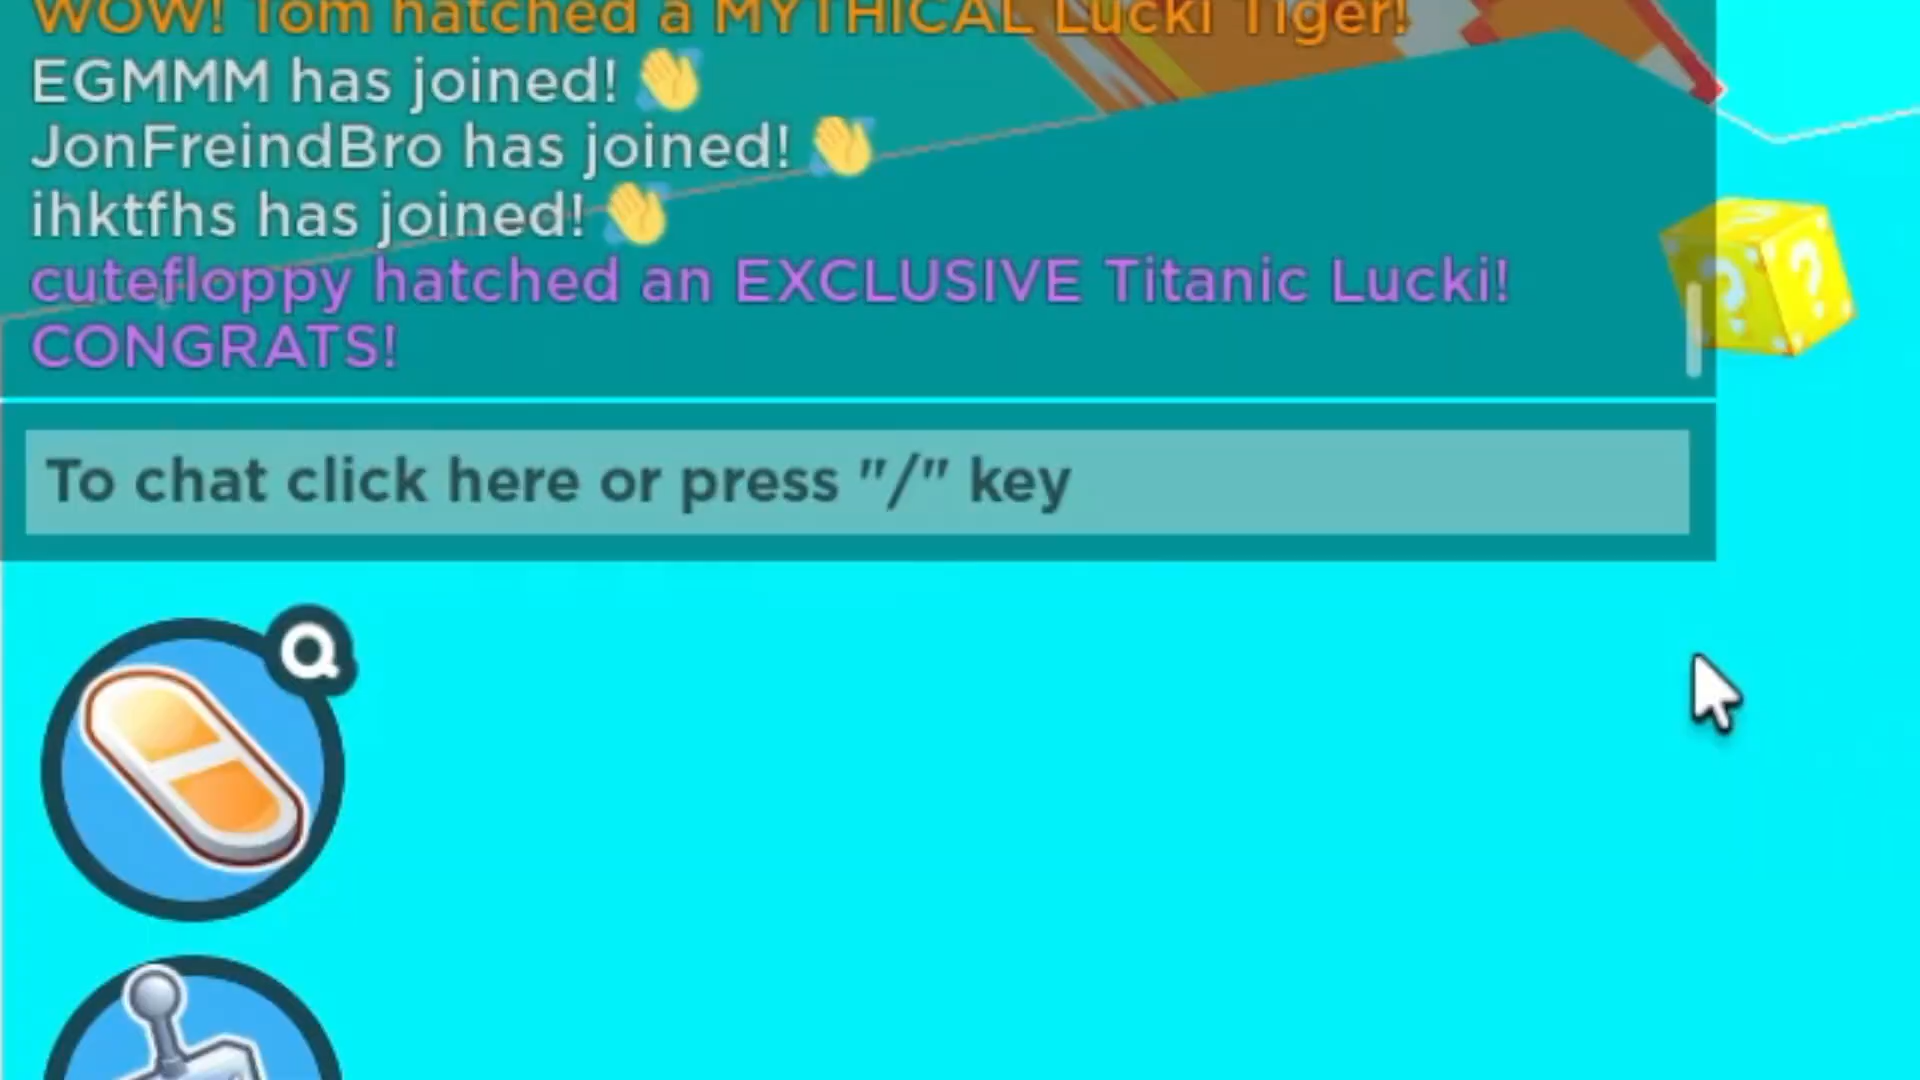 WOW! Tom hatched a MYTHICAL Lucki Tiger!
EGMMM has joined! 👋
JonFreindBro has joined! 👋
ihktfhs has joined! 👋
cutefloppy hatched an EXCLUSIVE Titanic Lucki!
CONGRATS!
? ?
To chat click here or press "/" key
Q